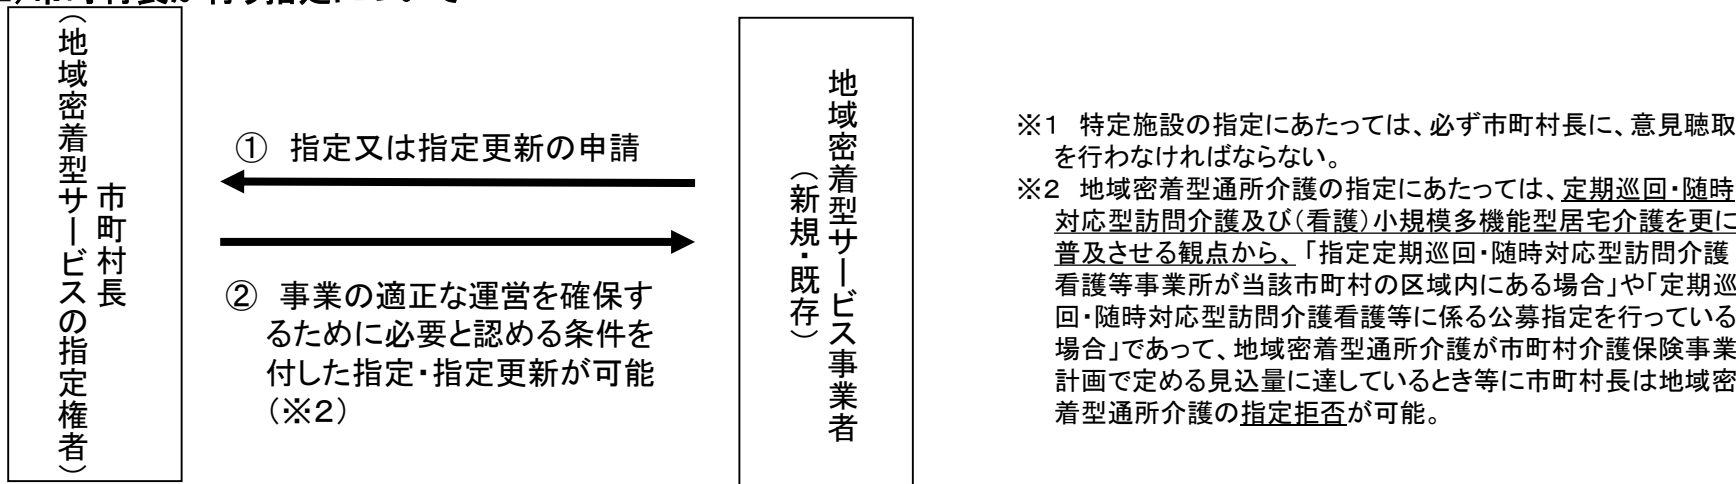 市町村長が行う指定について
市町村長
（地域密着型サービスの指定権者）
① 指定又は指定更新の申請
② 事業の適正な運営を確保す
るために必要と認める条件を
付した指定・指定更新が可能
（※２）
地域密着型サービス事業者
（新規・既存）
※１ 特定施設の指定にあたっては、必ず市町村長に、意見聴取
を行わなければならない。
※２ 地域密着型通所介護の指定にあたっては、定期巡回・随時
対応型訪問介護及び（看護）小規模多機能型居宅介護を更に
普及させる観点から、「指定定期巡回・随時対応型訪問介護
看護等事業所が当該市町村の区域内にある場合」や「定期巡
回・随時対応型訪問介護看護等に係る公募指定を行っている
場合」であって、地域密着型通所介護が市町村介護保険事業
計画で定める見込量に達しているとき等に市町村長は地域密
着型通所介護の指定拒否が可能。